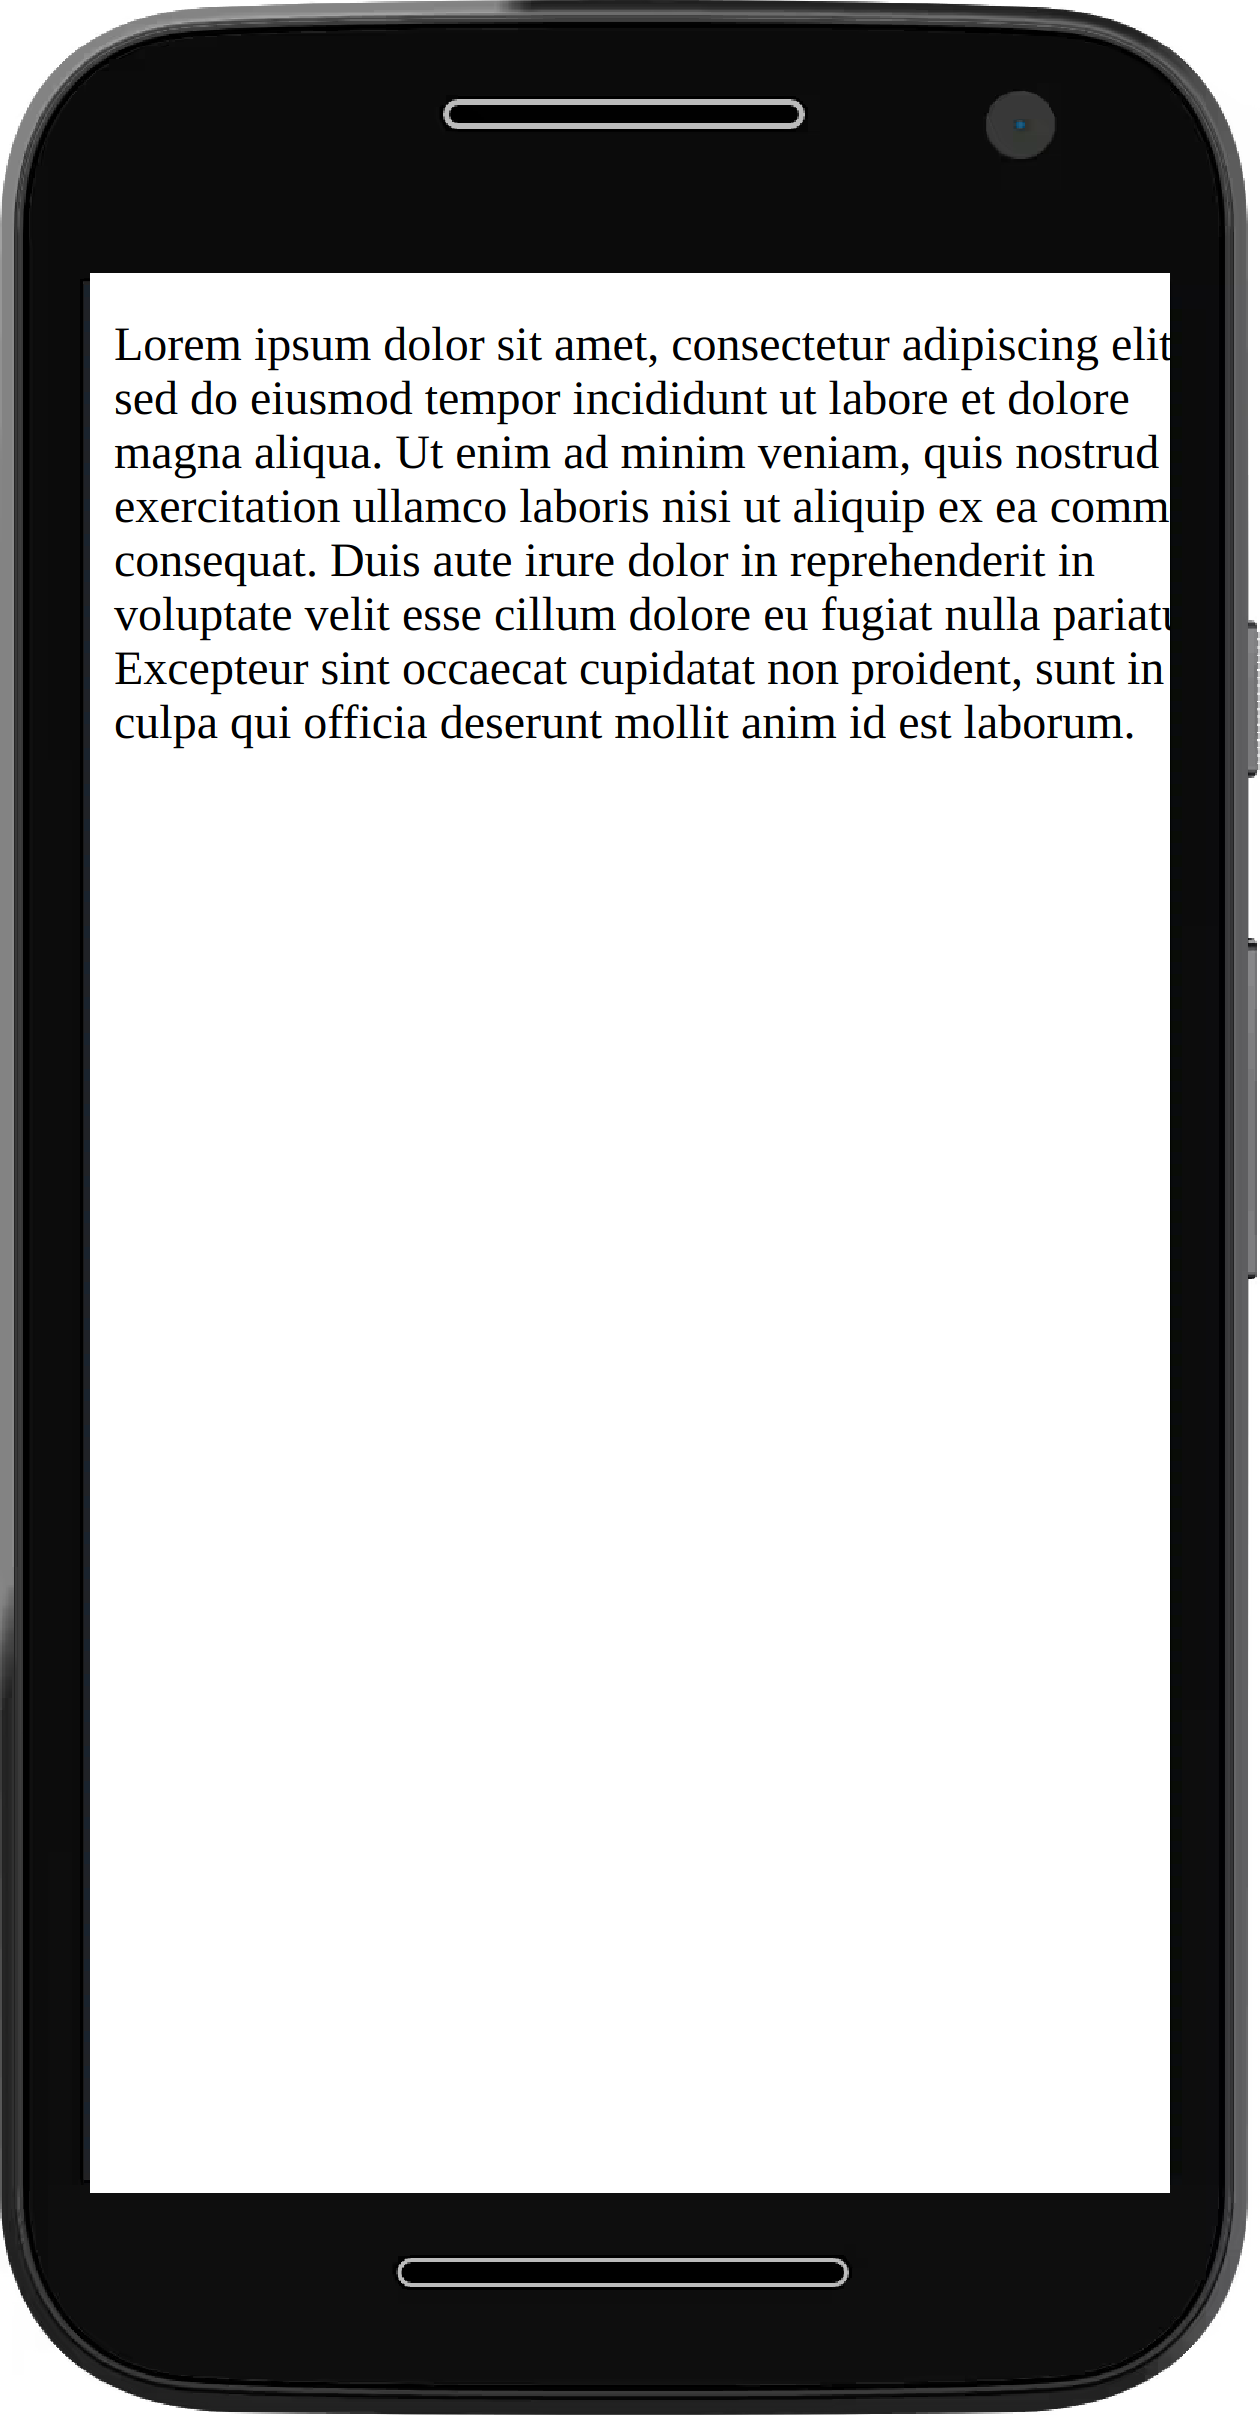 Lorem ipsum dolor sit amet, consectetur adipiscing elit
sed do eiusmod tempor incididunt ut labore et dolore
magna aliqua. Ut enim ad minim veniam, quis nostrud
exercitation ullamco laboris nisi ut aliquip ex ea comm
consequat. Duis aute irure dolor in reprehenderit in
voluptate velit esse cillum dolore eu fugiat nulla pariatu
Excepteur sint occaecat cupidatat non proident, sunt in
culpa qui officia deserunt mollit anim id est laborum.